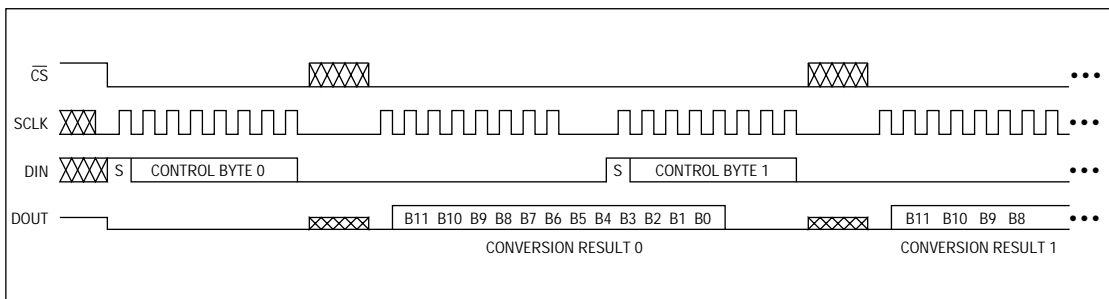 CS
•••
SCLK
•••
DIN
S
CONTROL BYTE 0
S
CONTROL BYTE 1
•••
DOUT
B11 B10 B9 B8 B7 B6 B5 B4 B3 B2 B1 B0
B11 B10 B9 B8
•••
CONVERSION RESULT 0
CONVERSION RESULT 1